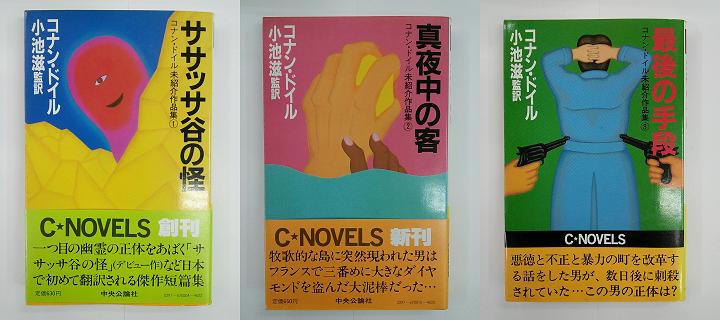 ササッサ谷の怪
コナン・ドイル未紹介作品集①
コナン・ドイル
小池滋監訳
C★NOVELS 創刊
一つ目の幽霊の正体をあばく「サ
サッサ谷の怪」(デビュー作)など日本
で初めて翻訳される傑作短篇集
定価630円
中央公論社
真夜中の客
コナン・ドイル未紹介作品集②
コナン・ドイル
小池滋監訳
C★NOVELS 新刊
牧歌的な島に突然現われた男は
フランスで三番めに大きなダイヤ
モンドを盗んだ大泥棒だった…
定価650円
中央公論社
最後の手段
コナン・ドイル未紹介作品集③
コナン・ドイル
小池滋監訳
C★NOVELS
悪徳と不正と暴力の町を改革す
る話をした男が、数日後に刺殺
されていた…この男の正体は?